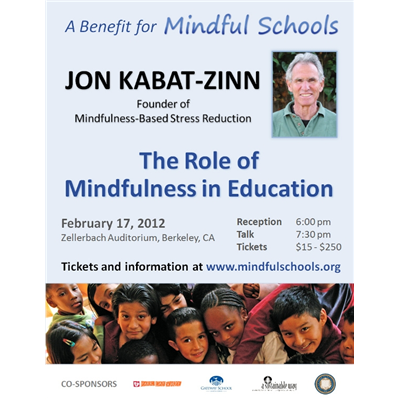 A Benefit for Mindful Schools
JON KABAT-ZINN
Founder of
Mindfulness-Based Stress Reduction
The Role of
Mindfulness in Education
February 17, 2012
Zellerbach Auditorium, Berkeley, CA
Reception 6:00 pm
Talk 7:30 pm
Tickets $15 - $250
Tickets and information at www.mindfulschools.org
CO-SPONSORS
a sustainable way